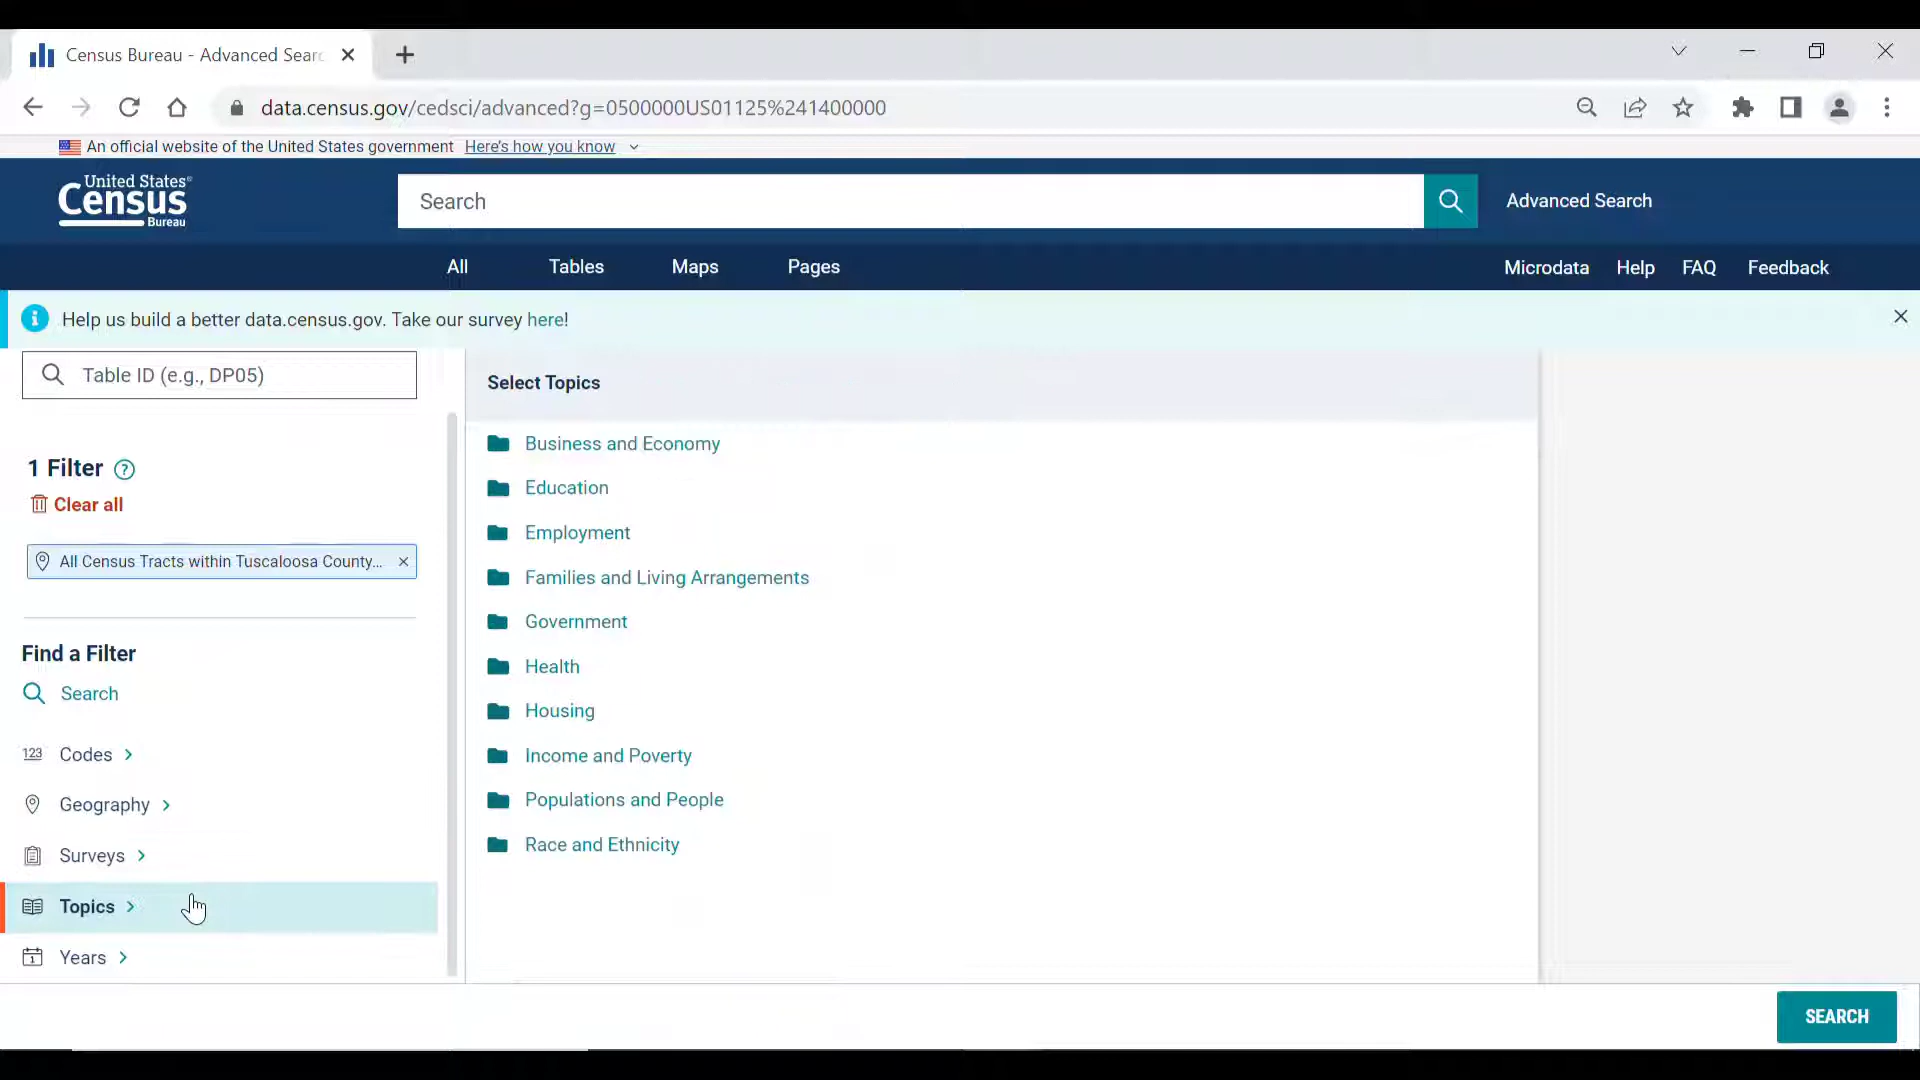 Census Bureau - Advanced Searc
data.census.gov/cedsci/advanced?g=0500000US01125%241400000
An official website of the United States government Here's how you know
United States®
Census
Bureau
Search
Advanced Search
All Tables Maps Pages Microdata Help FAQ Feedback
Help us build a better data.census.gov. Take our survey here!
Table ID (e.g., DP05)
1 Filter ?
Clear all
All Census Tracts within Tuscaloosa County...
Find a Filter
Search
123 Codes
Geography
Surveys
Topics
1 Years
Select Topics
Business and Economy
Education
Employment
Families and Living Arrangements
Government
Health
Housing
Income and Poverty
Populations and People
Race and Ethnicity
SEARCH